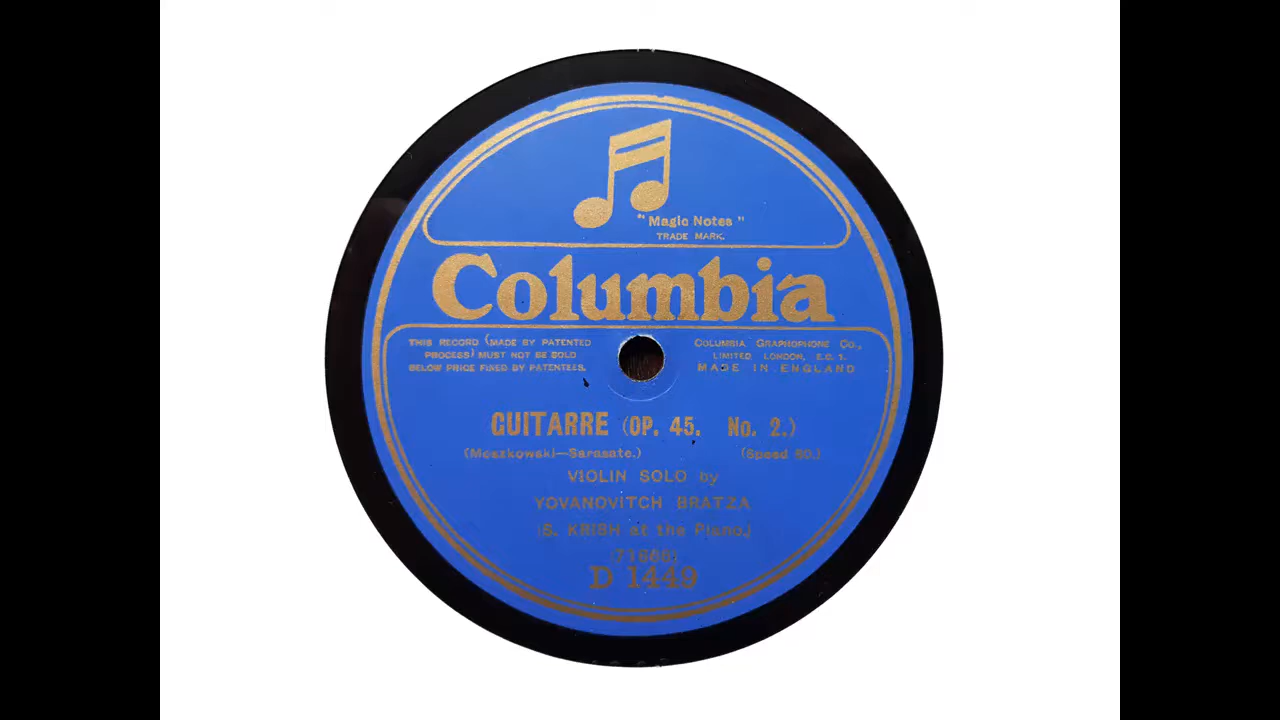 "Magic Notes"
TRADE MARK.
Columbia
THIS RECORD (MADE BY PATENTED
PROCESS) MUST NOT BE SOLD
BELOW PRICE FIXED BY PATENTEES.
COLUMBIA GRAPHOPHONE CO.,
LIMITED, LONDON, E.C. 1.
MADE IN ENGLAND
GUITARRE (OP. 45. No. 2.)
(Moszkowski—Sarasate.) (Speed 80.)
VIOLIN SOLO by
YOVANOVITCH BRATZA
(S. KRISH at the Piano.)
D 1449